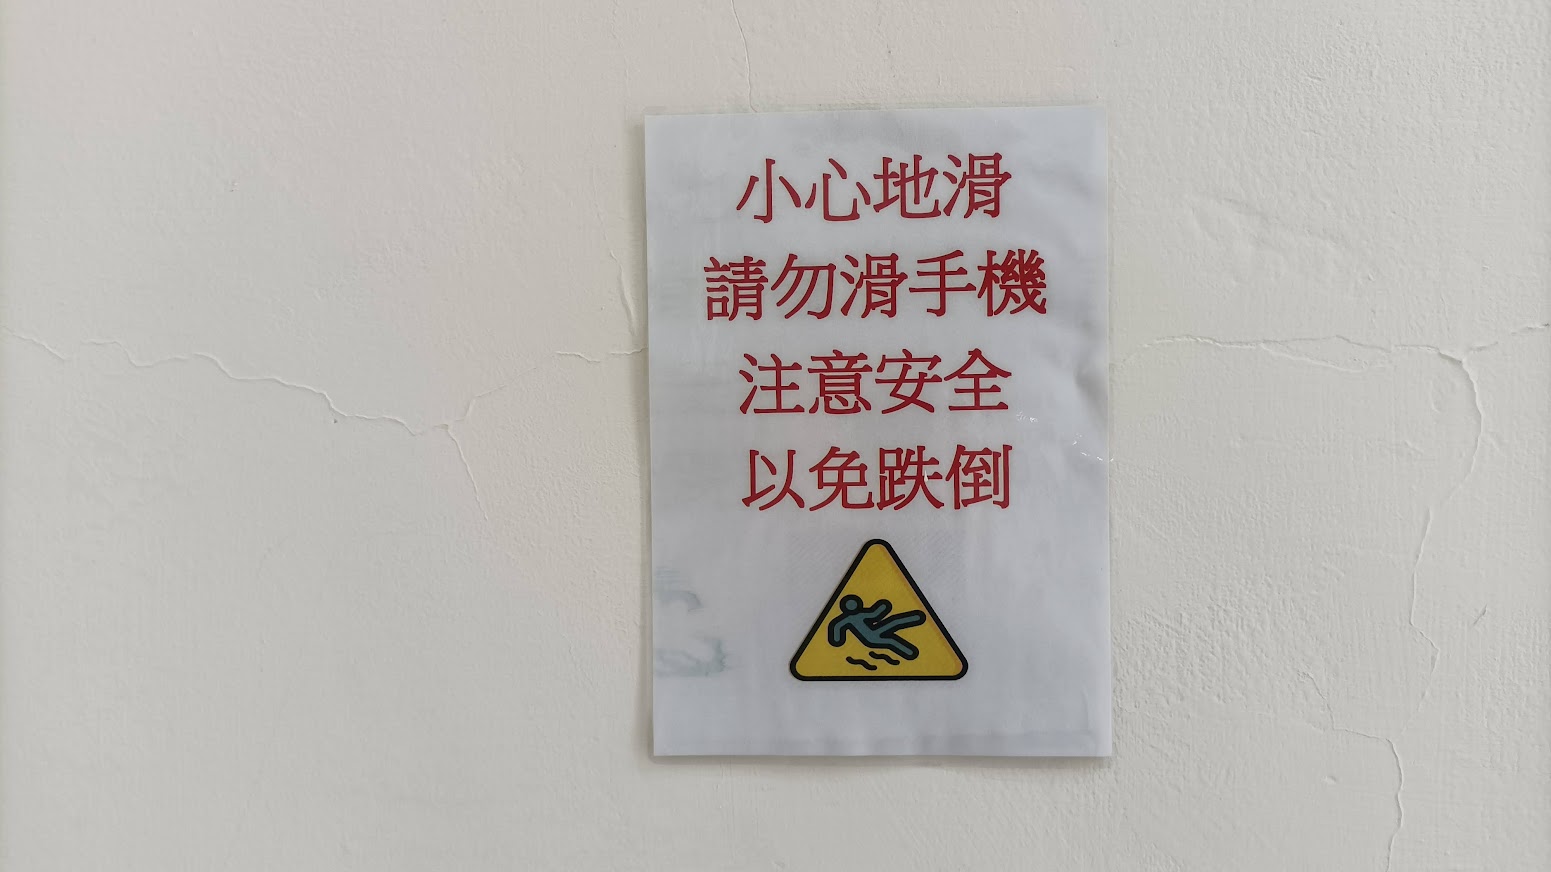 小心地滑
請勿滑手機
注意安全
以免跌倒